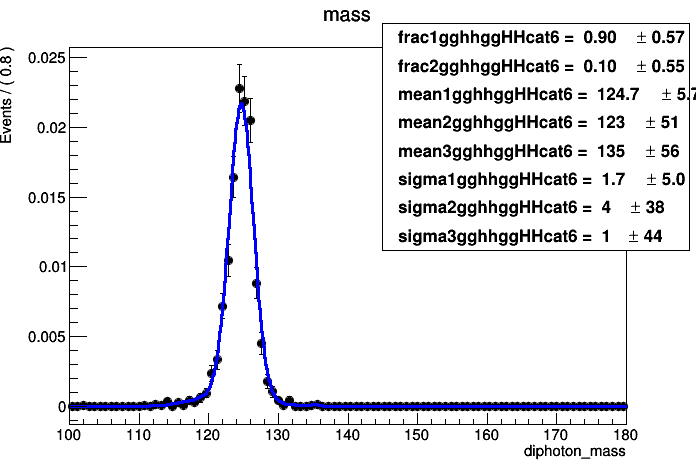 mass
frac1gghhggHHcat6 = 0.90 ± 0.57
frac2gghhggHHcat6 = 0.10 ± 0.55
mean1gghhggHHcat6 = 124.7 ± 5.7
mean2gghhggHHcat6 = 123 ± 51
mean3gghhggHHcat6 = 135 ± 56
sigma1gghhggHHcat6 = 1.7 ± 5.0
sigma2gghhggHHcat6 = 4 ± 38
sigma3gghhggHHcat6 = 1 ± 44
Events / ( 0.8 )
0.025
0.02
0.015
0.01
0.005
0
100 110 120 130 140 150 160 170 180
diphoton_mass